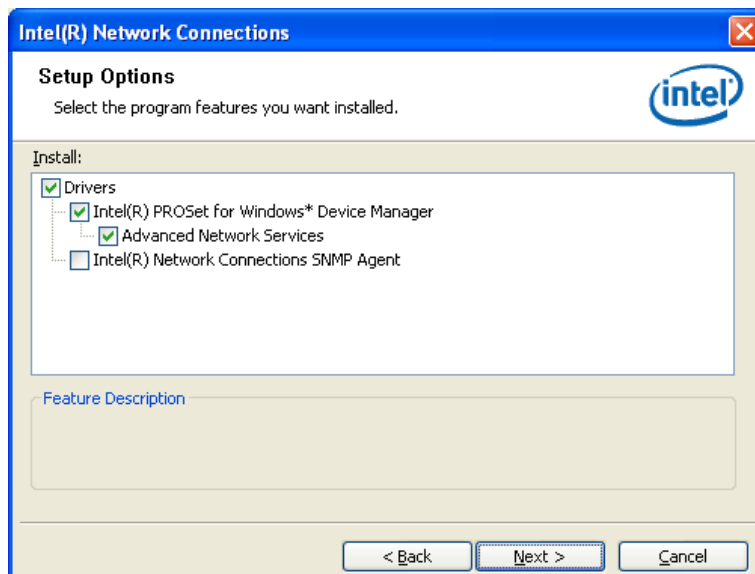 Intel(R) Network Connections
Setup Options
Select the program features you want installed.
intel
Install:
Drivers
Intel(R) PROSet for Windows* Device Manager
Advanced Network Services
Intel(R) Network Connections SNMP Agent
Feature Description
< Back
Next >
Cancel